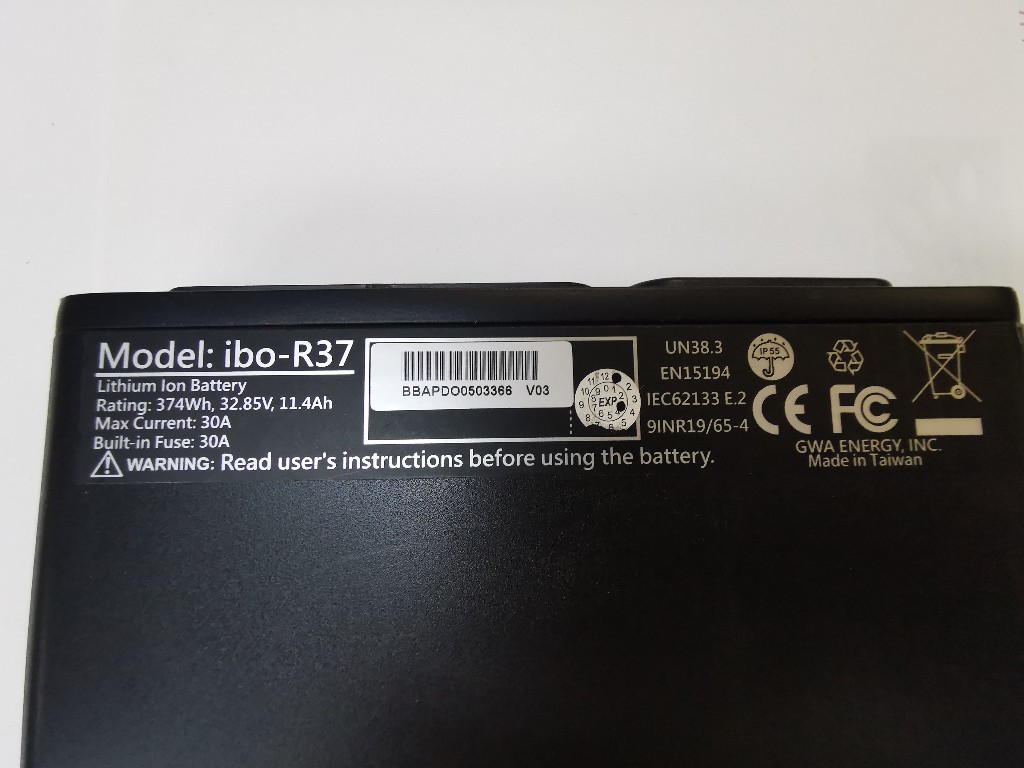 Model: ibo-R37
Lithium Ion Battery
Rating: 374Wh, 32.85V, 11.4Ah
Max Current: 30A
Built-in Fuse: 30A
WARNING: Read user's instructions before using the battery.
BBAPDO0503366 V03
EXP
UN38.3
EN15194
IEC62133 E.2
9INR19/65-4
IP 55
CE FC
GWA ENERGY, INC.
Made in Taiwan